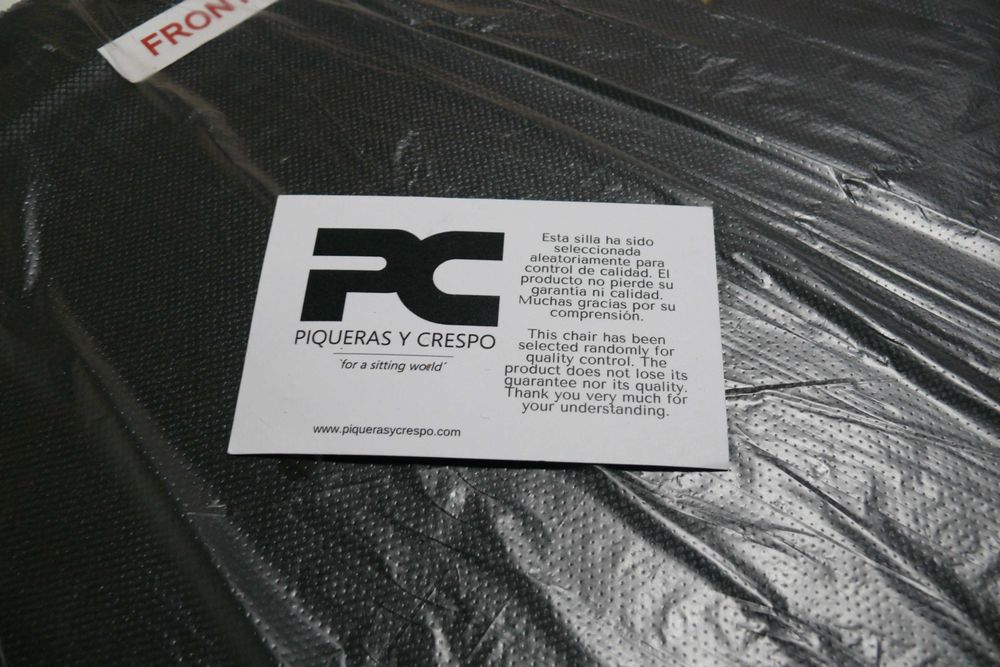 FRONT
PC
PIQUERAS Y CRESPO
`for a sitting world´
www.piquerasycrespo.com
Esta silla ha sido
seleccionada
aleatoriamente para
control de calidad. El
producto no pierde su
garantía ni calidad.
Muchas gracias por su
comprensión.
This chair has been
selected randomly for
quality control. The
product does not lose its
guarantee nor its quality.
Thank you very much for
your understanding.